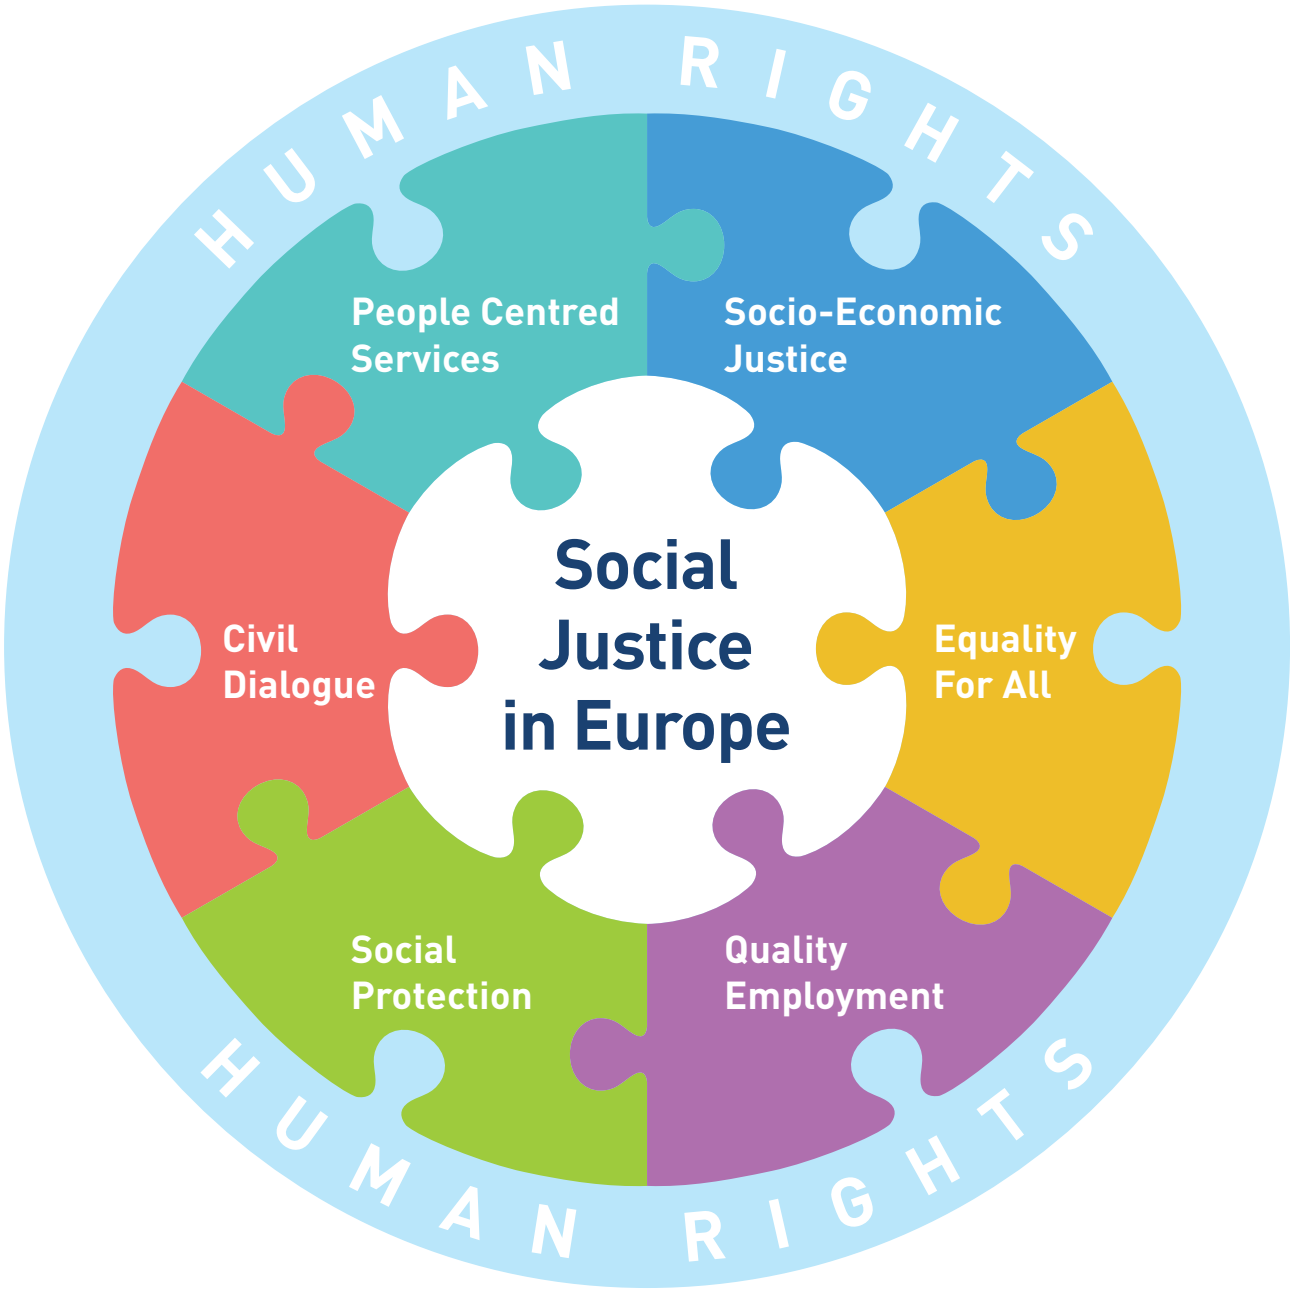 HUMAN RIGHTS
People Centred
Services
Socio-Economic
Justice
Social
Justice
in Europe
Civil
Dialogue
Equality
For All
Social
Protection
Quality
Employment
HUMAN RIGHTS